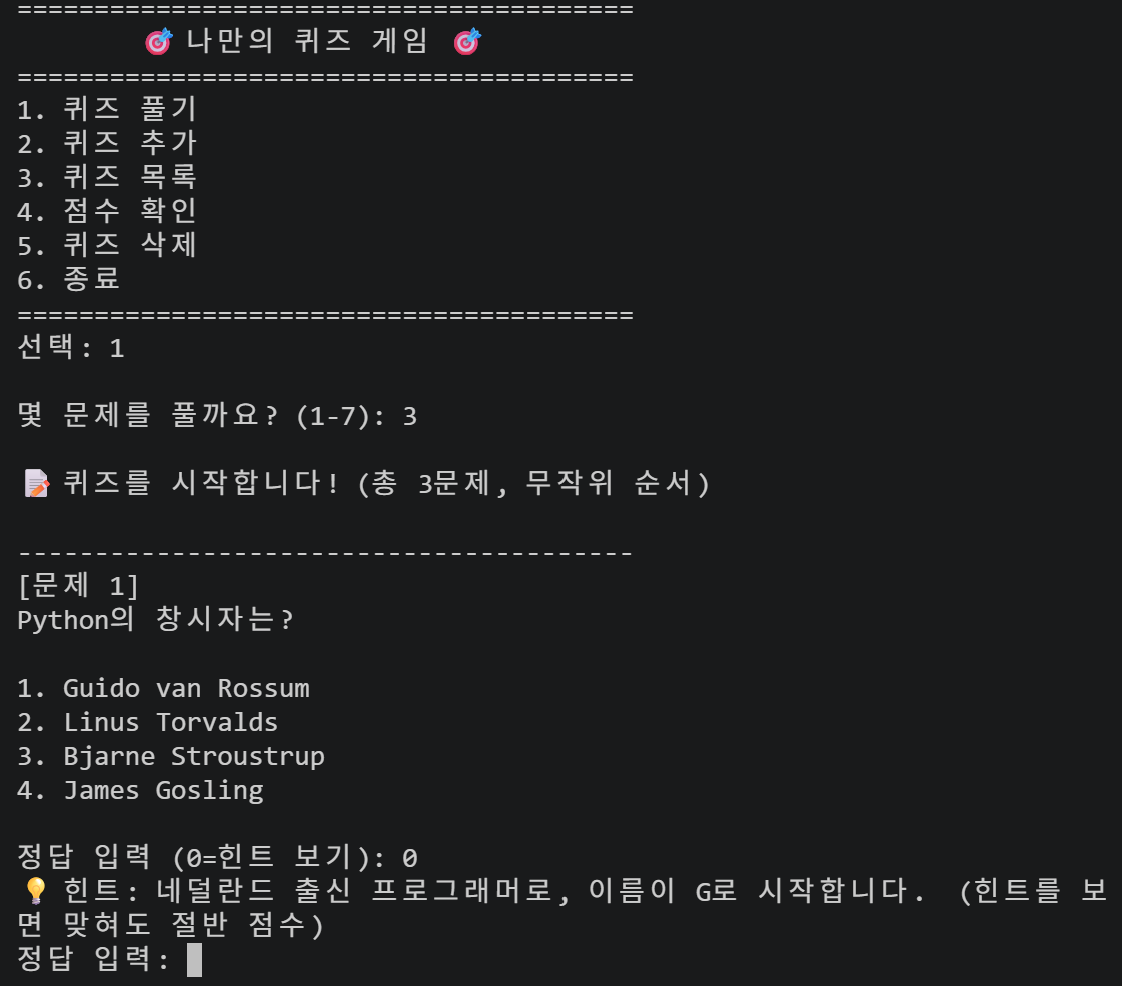 ========================================
🎯 나만의 퀴즈 게임 🎯
========================================
1. 퀴즈 풀기
2. 퀴즈 추가
3. 퀴즈 목록
4. 점수 확인
5. 퀴즈 삭제
6. 종료
========================================
선택: 1
몇 문제를 풀까요? (1-7): 3
📝 퀴즈를 시작합니다! (총 3문제, 무작위 순서)
----------------------------------------
[문제 1]
Python의 창시자는?
1. Guido van Rossum
2. Linus Torvalds
3. Bjarne Stroustrup
4. James Gosling
정답 입력 (0=힌트 보기): 0
💡 힌트: 네덜란드 출신 프로그래머로, 이름이 G로 시작합니다. (힌트를 보
면 맞혀도 절반 점수)
정답 입력: